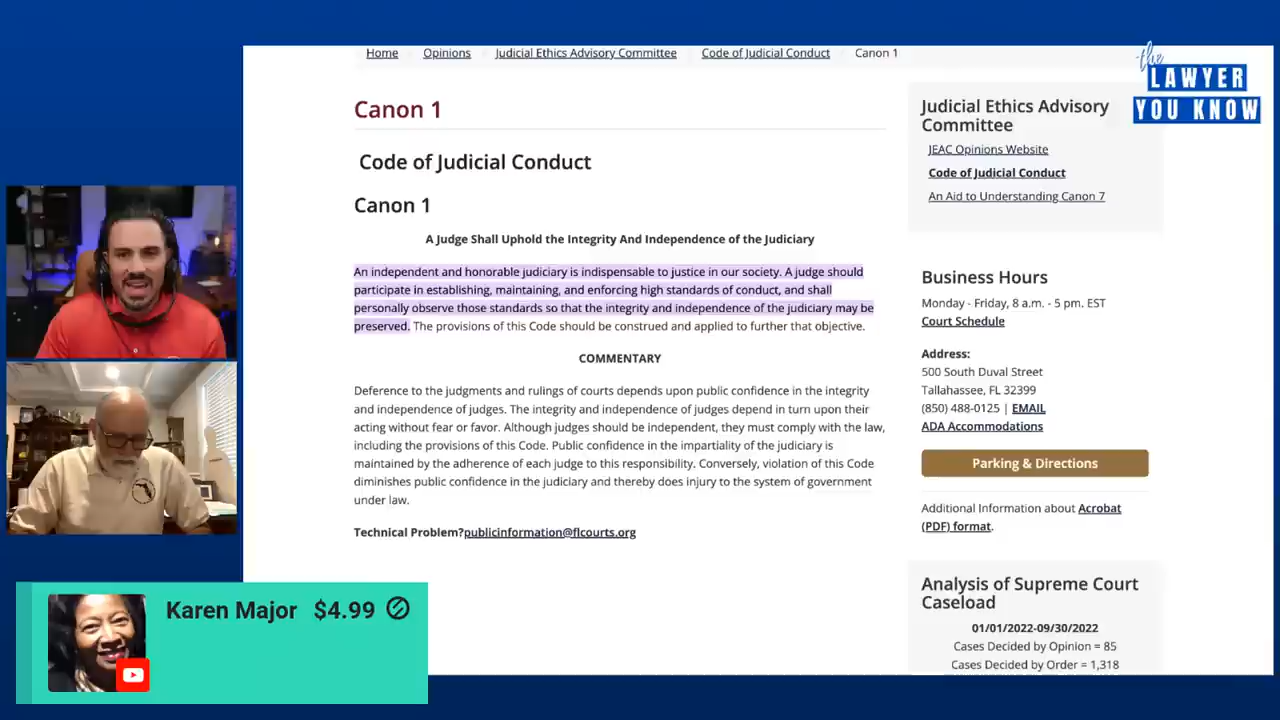 Home Opinions Judicial Ethics Advisory Committee Code of Judicial Conduct Canon 1
the
LAWYER
YOU KNOW
Canon 1
Code of Judicial Conduct
Canon 1
A Judge Shall Uphold the Integrity And Independence of the Judiciary
An independent and honorable judiciary is indispensable to justice in our society. A judge should
participate in establishing, maintaining, and enforcing high standards of conduct, and shall
personally observe those standards so that the integrity and independence of the judiciary may be
preserved. The provisions of this Code should be construed and applied to further that objective.
COMMENTARY
Deference to the judgments and rulings of courts depends upon public confidence in the integrity
and independence of judges. The integrity and independence of judges depend in turn upon their
acting without fear or favor. Although judges should be independent, they must comply with the law,
including the provisions of this Code. Public confidence in the impartiality of the judiciary is
maintained by the adherence of each judge to this responsibility. Conversely, violation of this Code
diminishes public confidence in the judiciary and thereby does injury to the system of government
under law.
Technical Problem?publicinformation@flcourts.org
Judicial Ethics Advisory
Committee
JEAC Opinions Website
Code of Judicial Conduct
An Aid to Understanding Canon 7
Business Hours
Monday - Friday, 8 a.m. - 5 pm. EST
Court Schedule
Address:
500 South Duval Street
Tallahassee, FL 32399
(850) 488-0125 | EMAIL
ADA Accommodations
Parking & Directions
Additional Information about Acrobat
(PDF) format.
Analysis of Supreme Court
Caseload
01/01/2022-09/30/2022
Cases Decided by Opinion = 85
Cases Decided by Order = 1,318
Karen Major $4.99